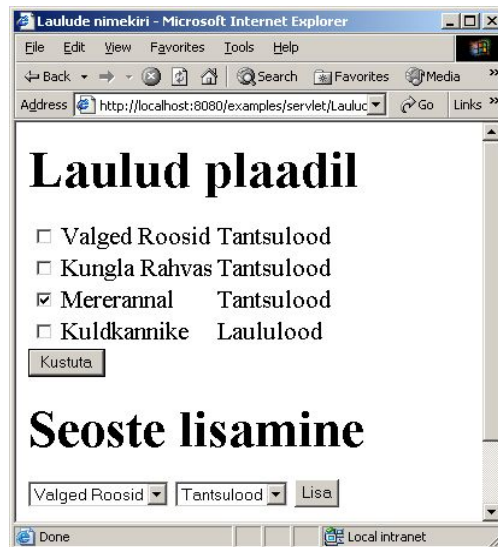 Laulude nimekiri - Microsoft Internet Explorer
File Edit View Favorites Tools Help
Back Search Favorites Media »
Address http://localhost:8080/examples/servlet/Laulud Go Links »
Laulud plaadil
Valged Roosid Tantsulood
Kungla Rahvas Tantsulood
Mererannal Tantsulood
Kuldkannike Laululood
Kustuta
Seoste lisamine
Valged Roosid Tantsulood Lisa
Done Local intranet